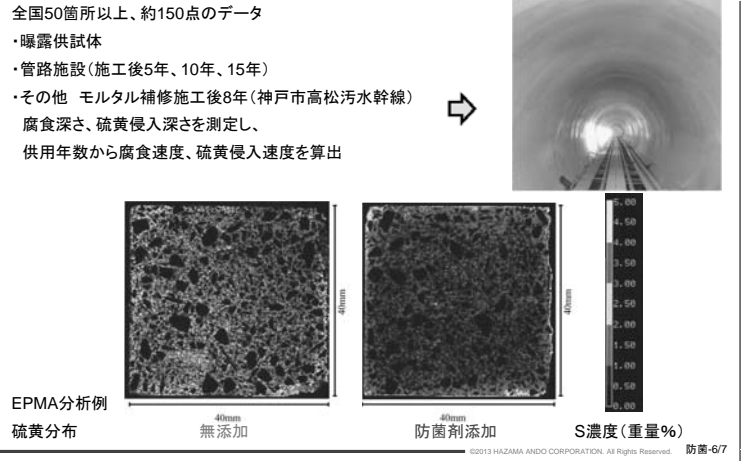 全国50箇所以上、約150点のデータ
・曝露供試体
・管路施設(施工後5年、10年、15年)
・その他 モルタル補修施工後8年(神戸市高松汚水幹線)
腐食深さ、硫黄侵入深さを測定し、
供用年数から腐食速度、硫黄侵入速度を算出
5.00
4.00
3.00
2.50
2.00
1.50
1.00
0.50
0.00
40mm
40mm
40mm
40mm
EPMA分析例
硫黄分布
無添加
防菌剤添加
S濃度(重量%)
©2013 HAZAMA ANDO CORPORATION. All Rights Reserved.
防菌-6/7